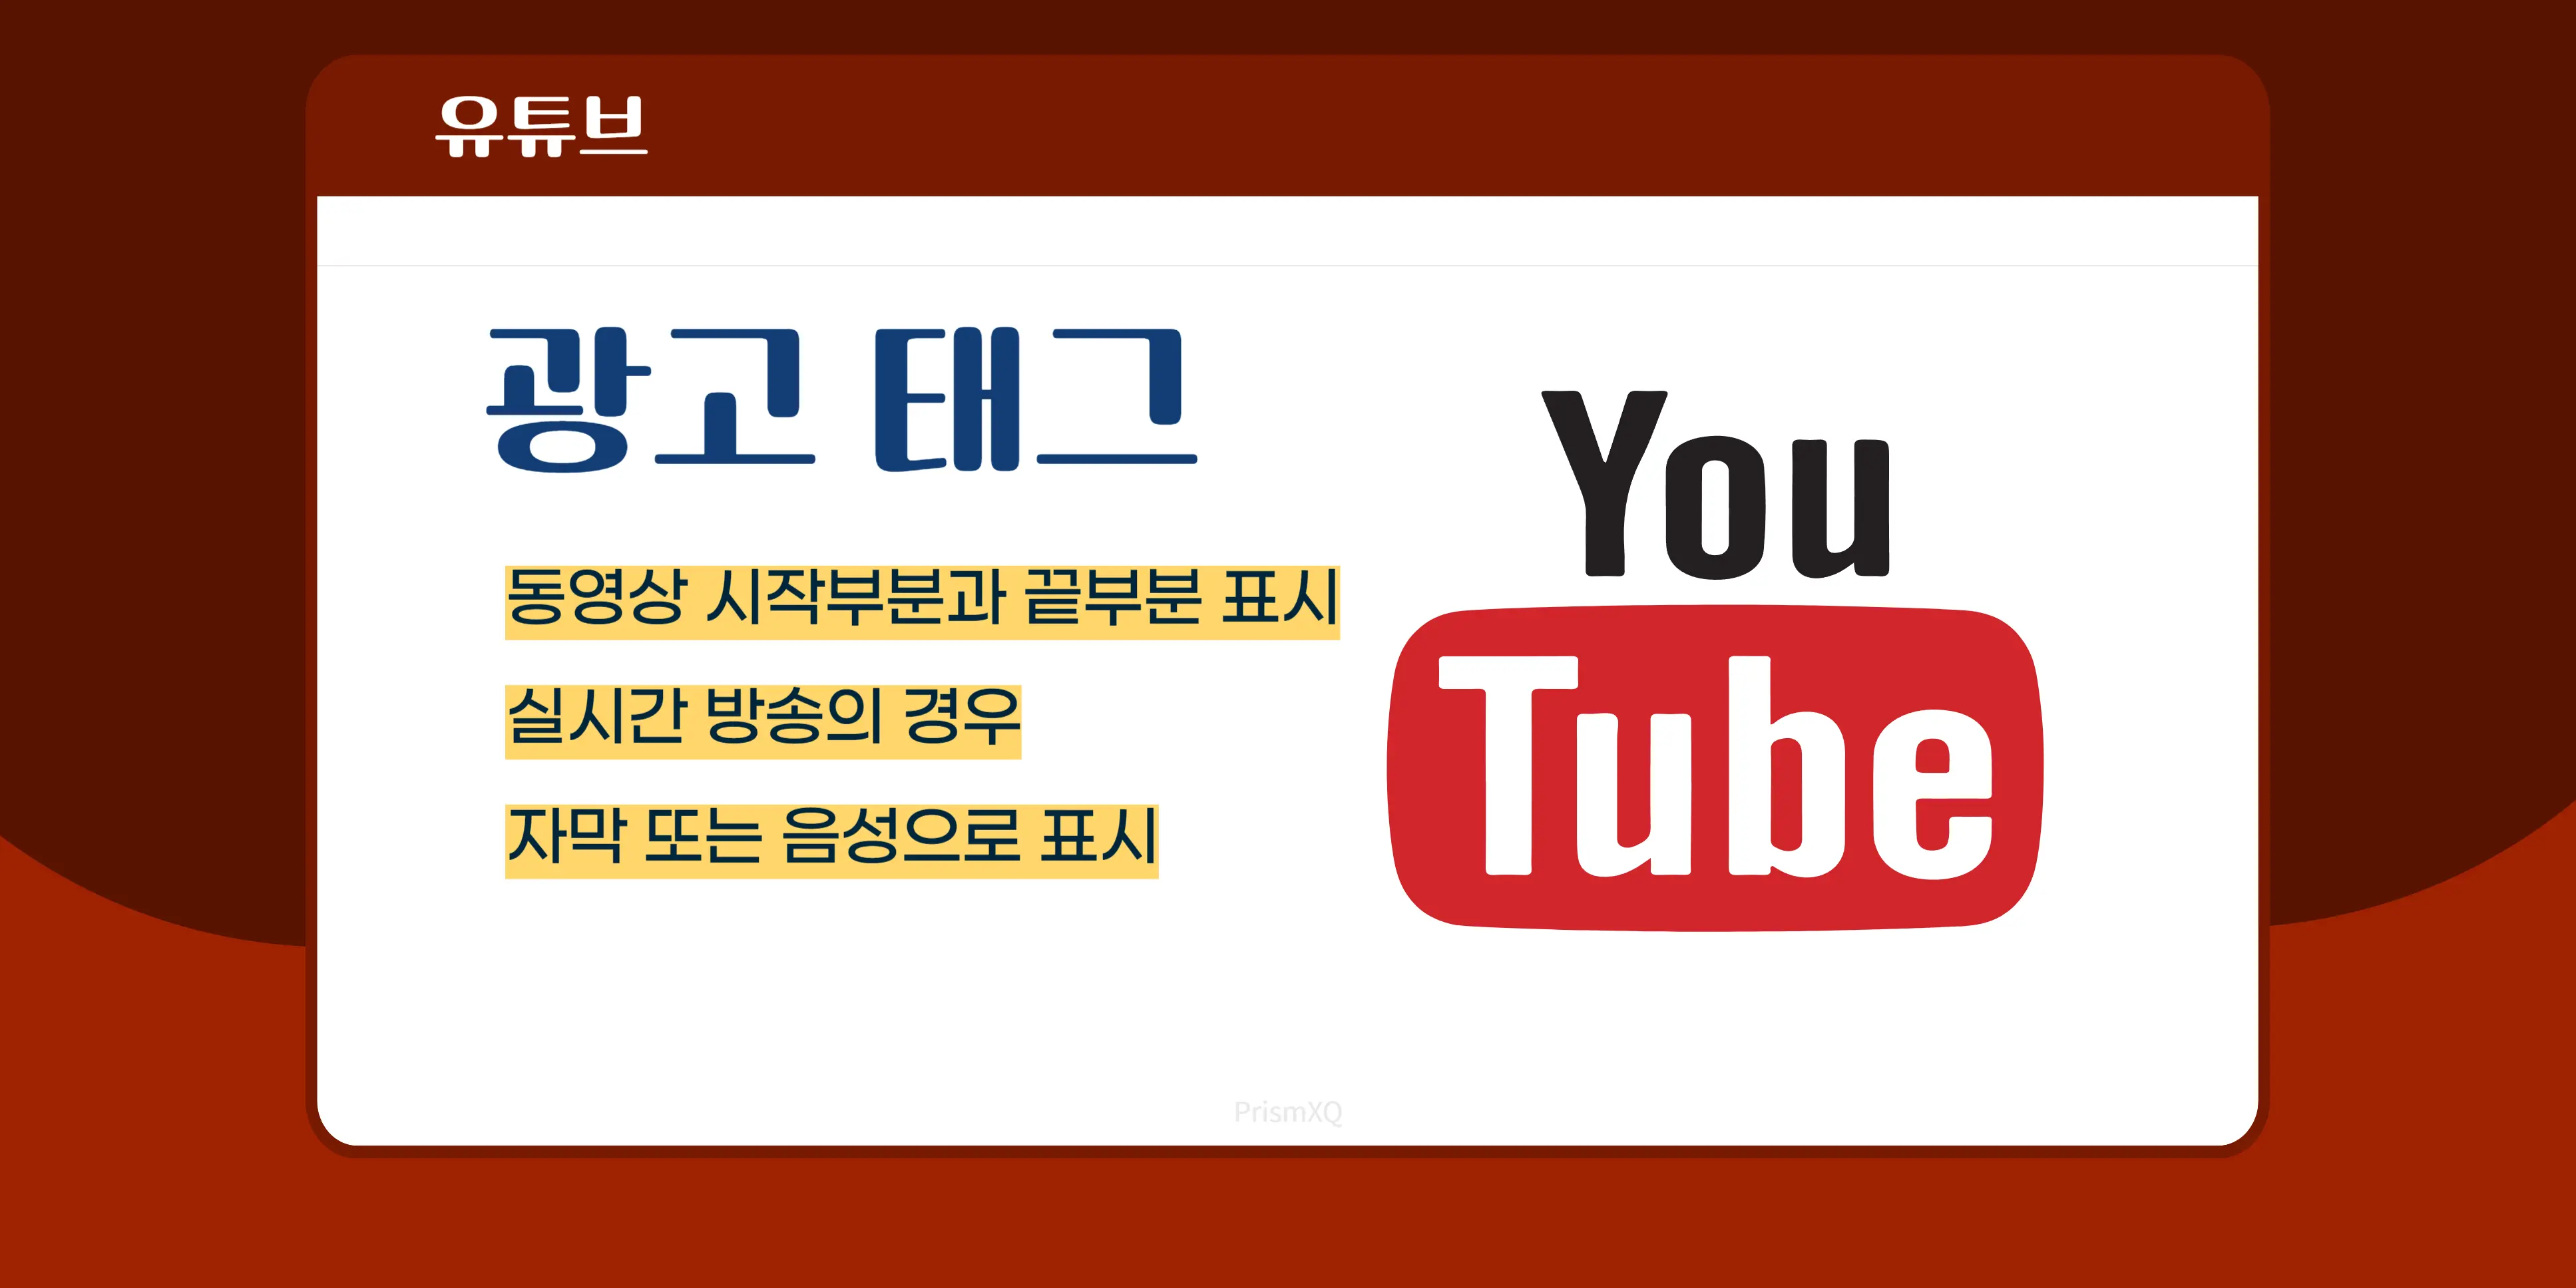 유튜브
광고 태그
동영상 시작부분과 끝부분 표시
실시간 방송의 경우
자막 또는 음성으로 표시
You
Tube
PrismXQ